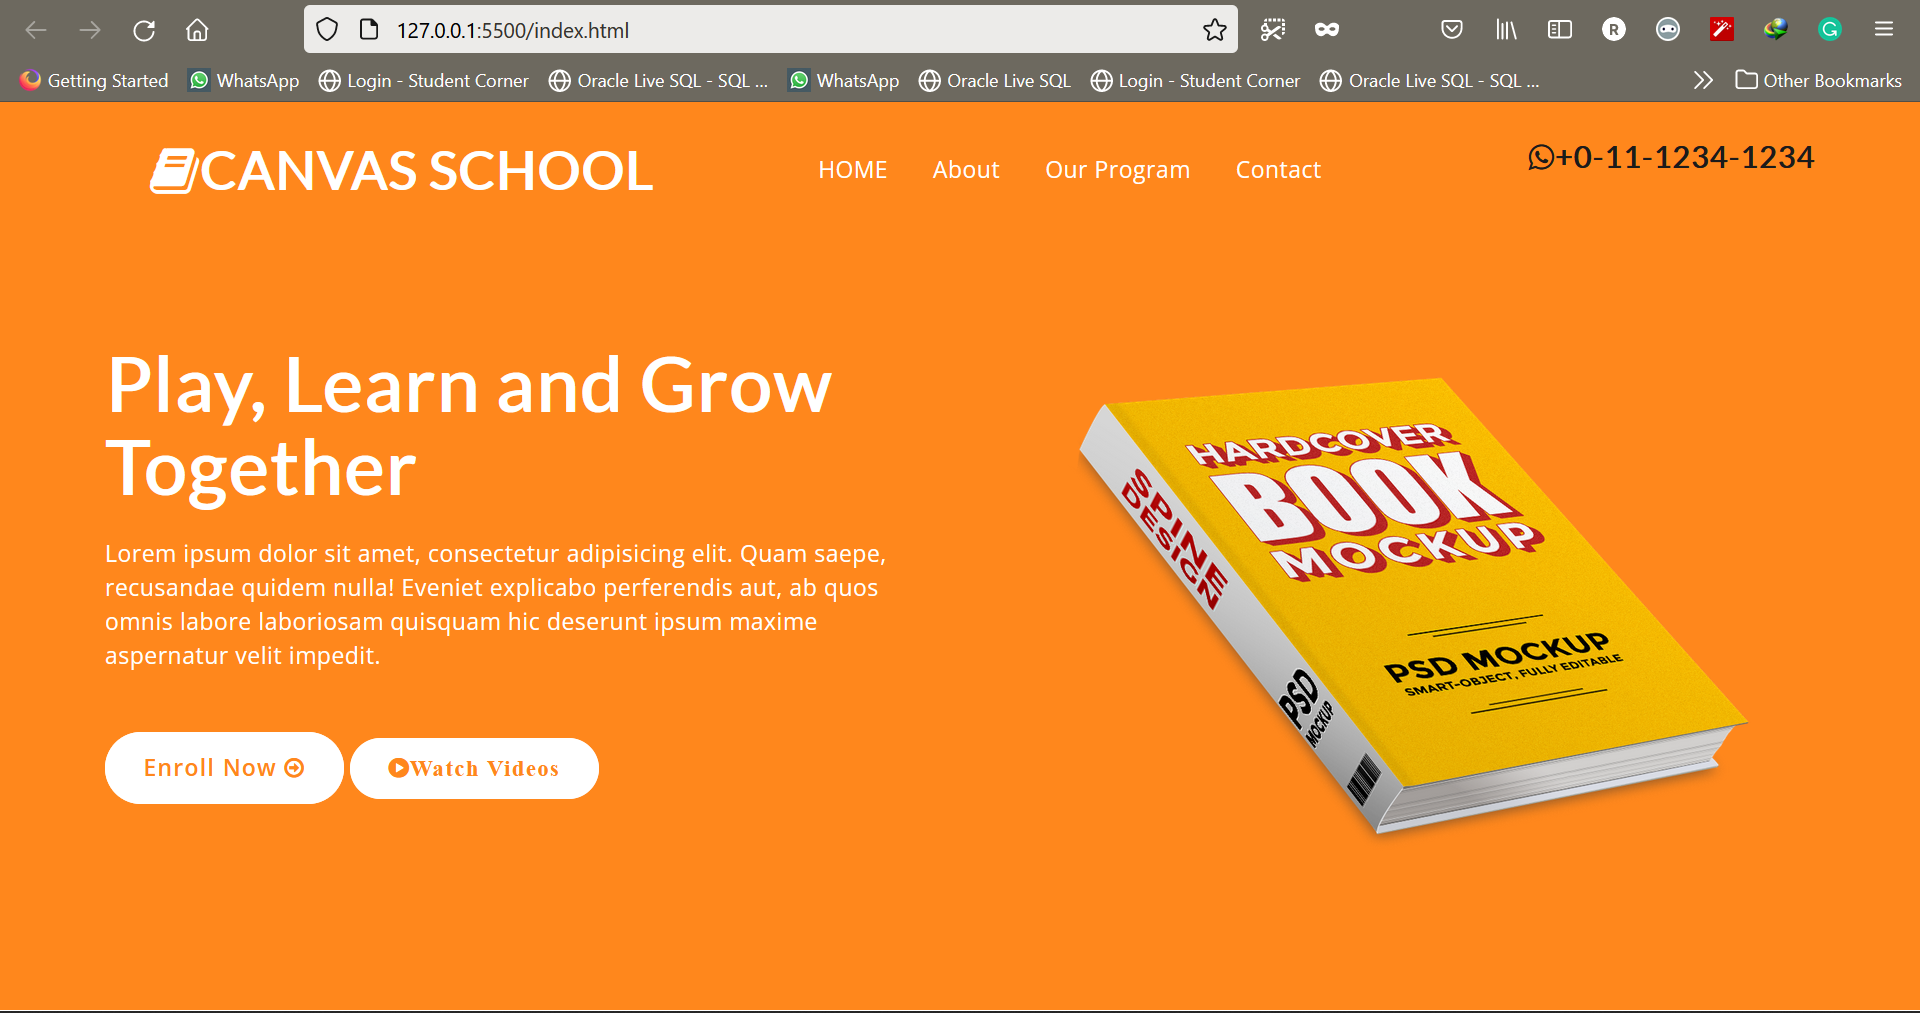 127.0.0.1:5500/index.html
R
G
Getting Started WhatsApp Login - Student Corner Oracle Live SQL - SQL ... WhatsApp Oracle Live SQL Login - Student Corner Oracle Live SQL - SQL ... Other Bookmarks
CANVAS SCHOOL
HOME About Our Program Contact
+0-11-1234-1234
Play, Learn and Grow
Together
Lorem ipsum dolor sit amet, consectetur adipisicing elit. Quam saepe,
recusandae quidem nulla! Eveniet explicabo perferendis aut, ab quos
omnis labore laboriosam quisquam hic deserunt ipsum maxime
aspernatur velit impedit.
Enroll Now Watch Videos
HARDCOVER
BOOK
MOCKUP
PSD MOCKUP
SMART-OBJECT, FULLY EDITABLE
SPINE
DESIGN
PSD
MOCKUP